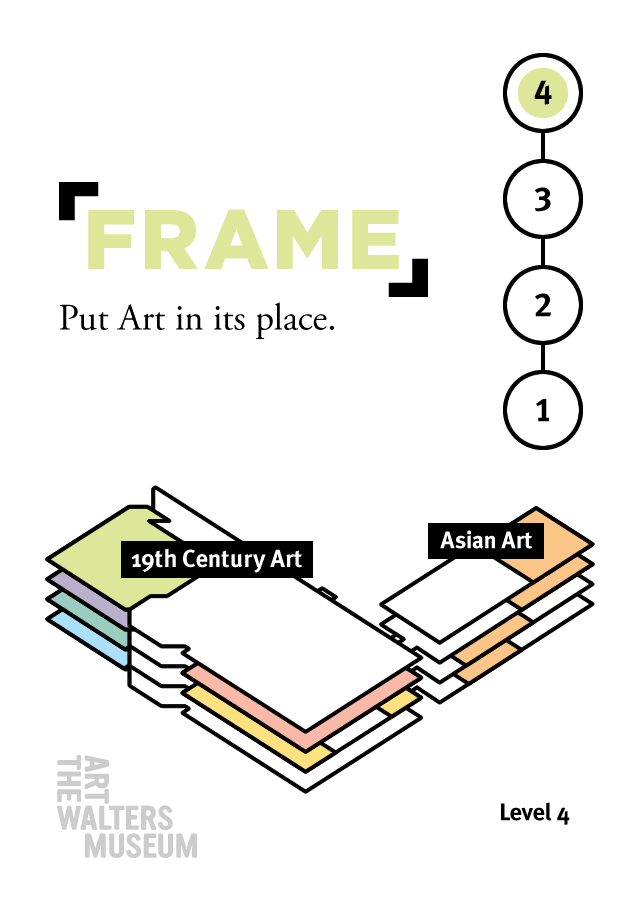 4
3
2
1
FRAME
Put Art in its place.
19th Century Art
Asian Art
THE
ART
WALTERS
MUSEUM
Level 4